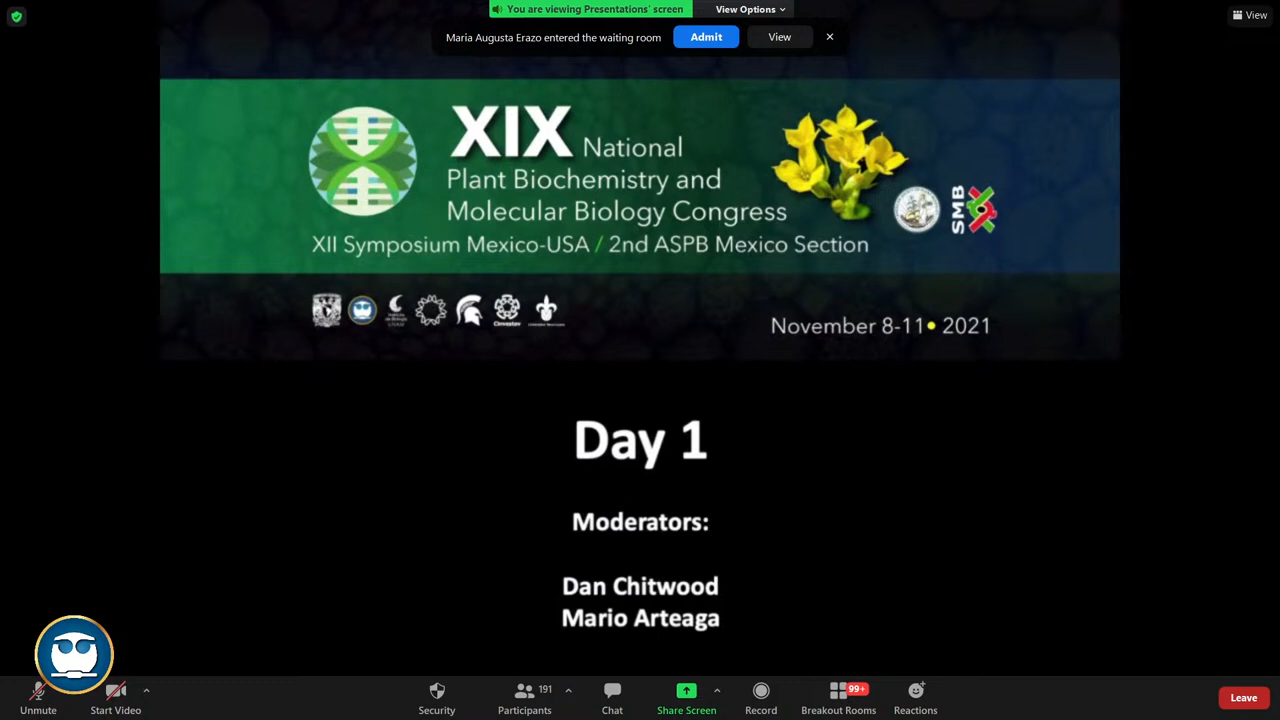 You are viewing Presentations' screen
View Options
View
Maria Augusta Erazo entered the waiting room
Admit
View
XIX National
Plant Biochemistry and
Molecular Biology Congress
XII Symposium Mexico-USA / 2nd ASPB Mexico Section
SMB
Cinvestav
November 8-11 • 2021
Day 1
Moderators:
Dan Chitwood
Mario Arteaga
191
99+
Unmute
Start Video
Security
Participants
Chat
Share Screen
Record
Breakout Rooms
Reactions
Leave